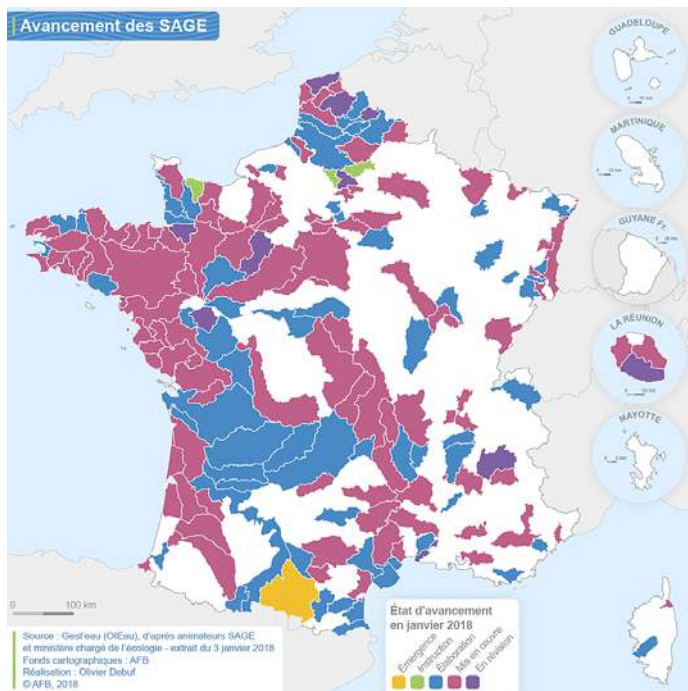 Avancement des SAGE
GUADELOUPE
MARTINIQUE
GUYANE Fr.
LA RÉUNION
MAYOTTE
0 100 km
État d'avancement
en janvier 2018
Émergence
Instruction
Élaboration
Mis en œuvre
En révision
Source : Gest'eau (OIEau), d'après animateurs SAGE
et ministère chargé de l'écologie - extrait du 3 janvier 2018
Fonds cartographiques : AFB
Réalisation : Olivier Debuf
© AFB, 2018